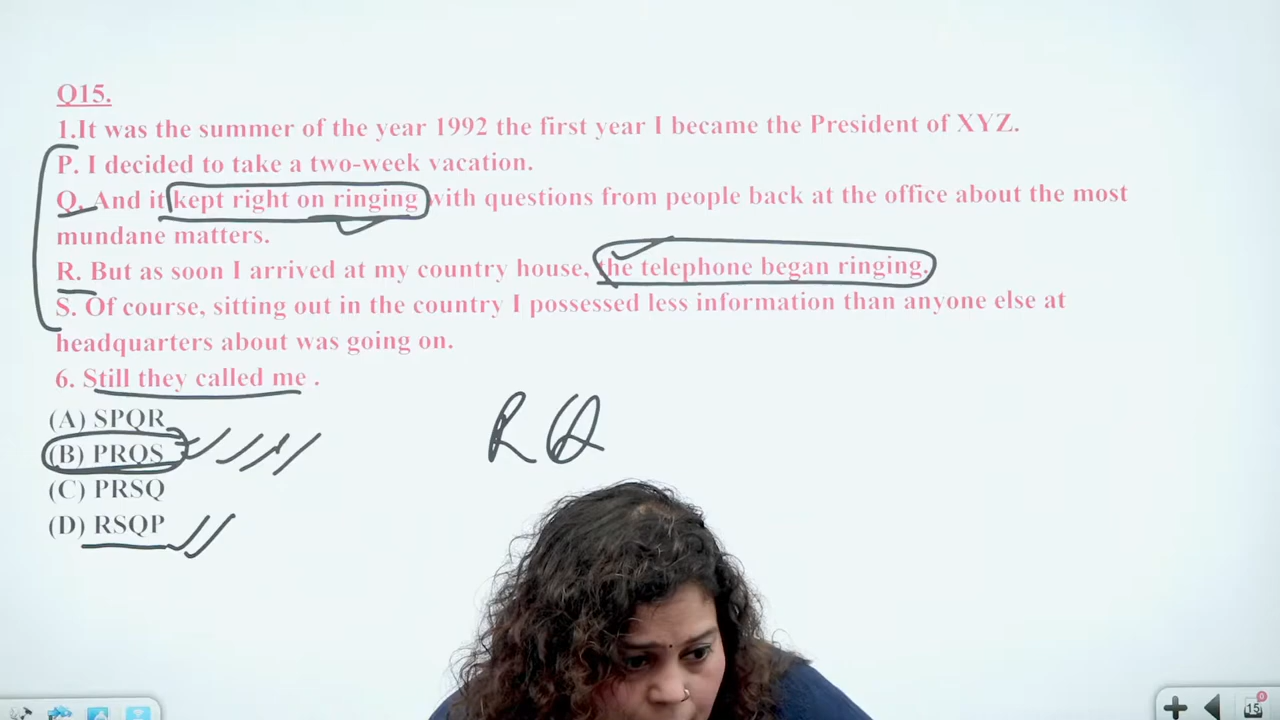 Q15.
1.It was the summer of the year 1992 the first year I became the President of XYZ.
P. I decided to take a two-week vacation.
Q. And it kept right on ringing with questions from people back at the office about the most
mundane matters.
R. But as soon I arrived at my country house, the telephone began ringing.
S. Of course, sitting out in the country I possessed less information than anyone else at
headquarters about was going on.
6. Still they called me .
(A) SPQR
(B) PRQS
(C) PRSQ
(D) RSQP
RQ
15
0